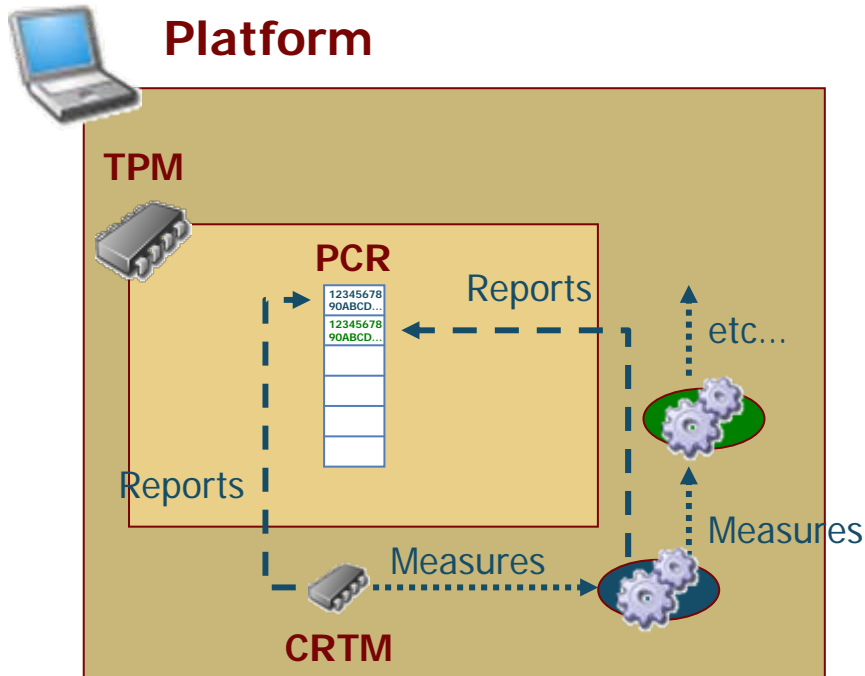 Platform
TPM
PCR
12345678
90ABCD...
12345678
90ABCD...
Reports
etc...
Reports
Measures
Measures
CRTM